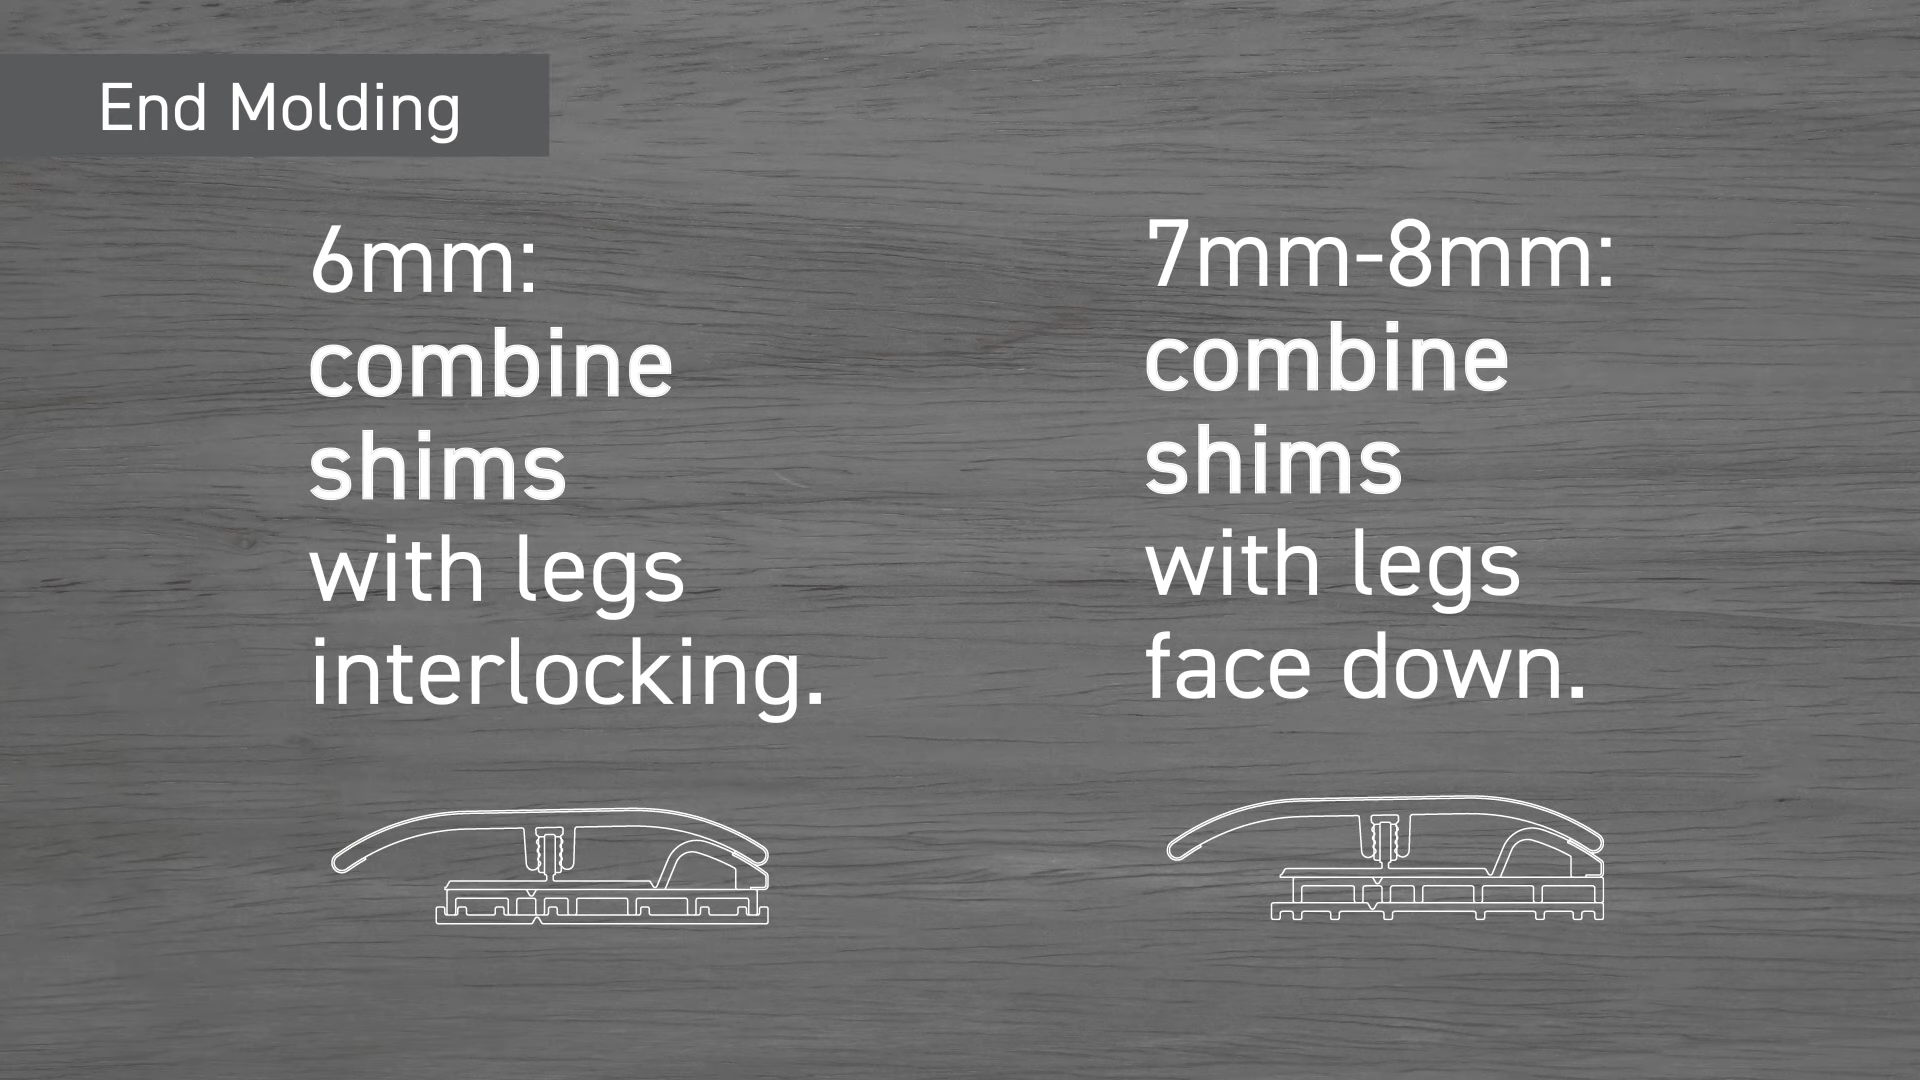 End Molding
6mm:
combine
shims
with legs
interlocking.
7mm-8mm:
combine
shims
with legs
face down.